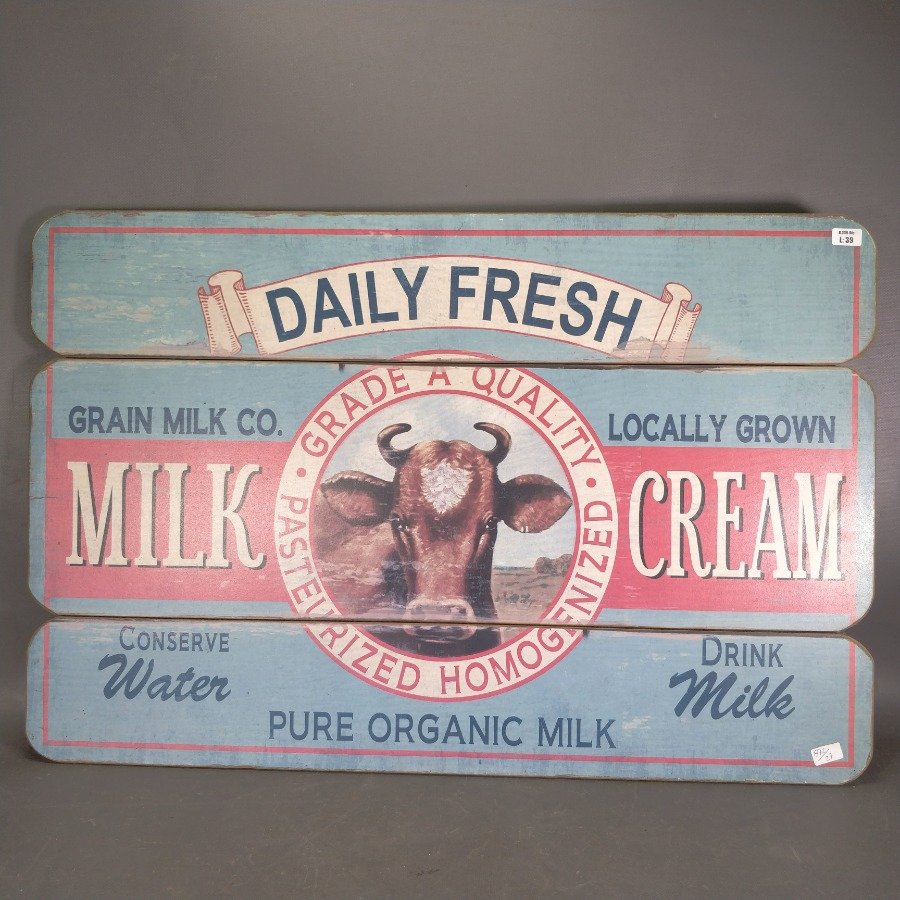 L: 39
DAILY FRESH
GRADE A QUALITY
GRAIN MILK CO.
LOCALLY GROWN
MILK
CREAM
PASTEURIZED HOMOGENIZED
CONSERVE
Water
DRINK
Milk
PURE ORGANIC MILK